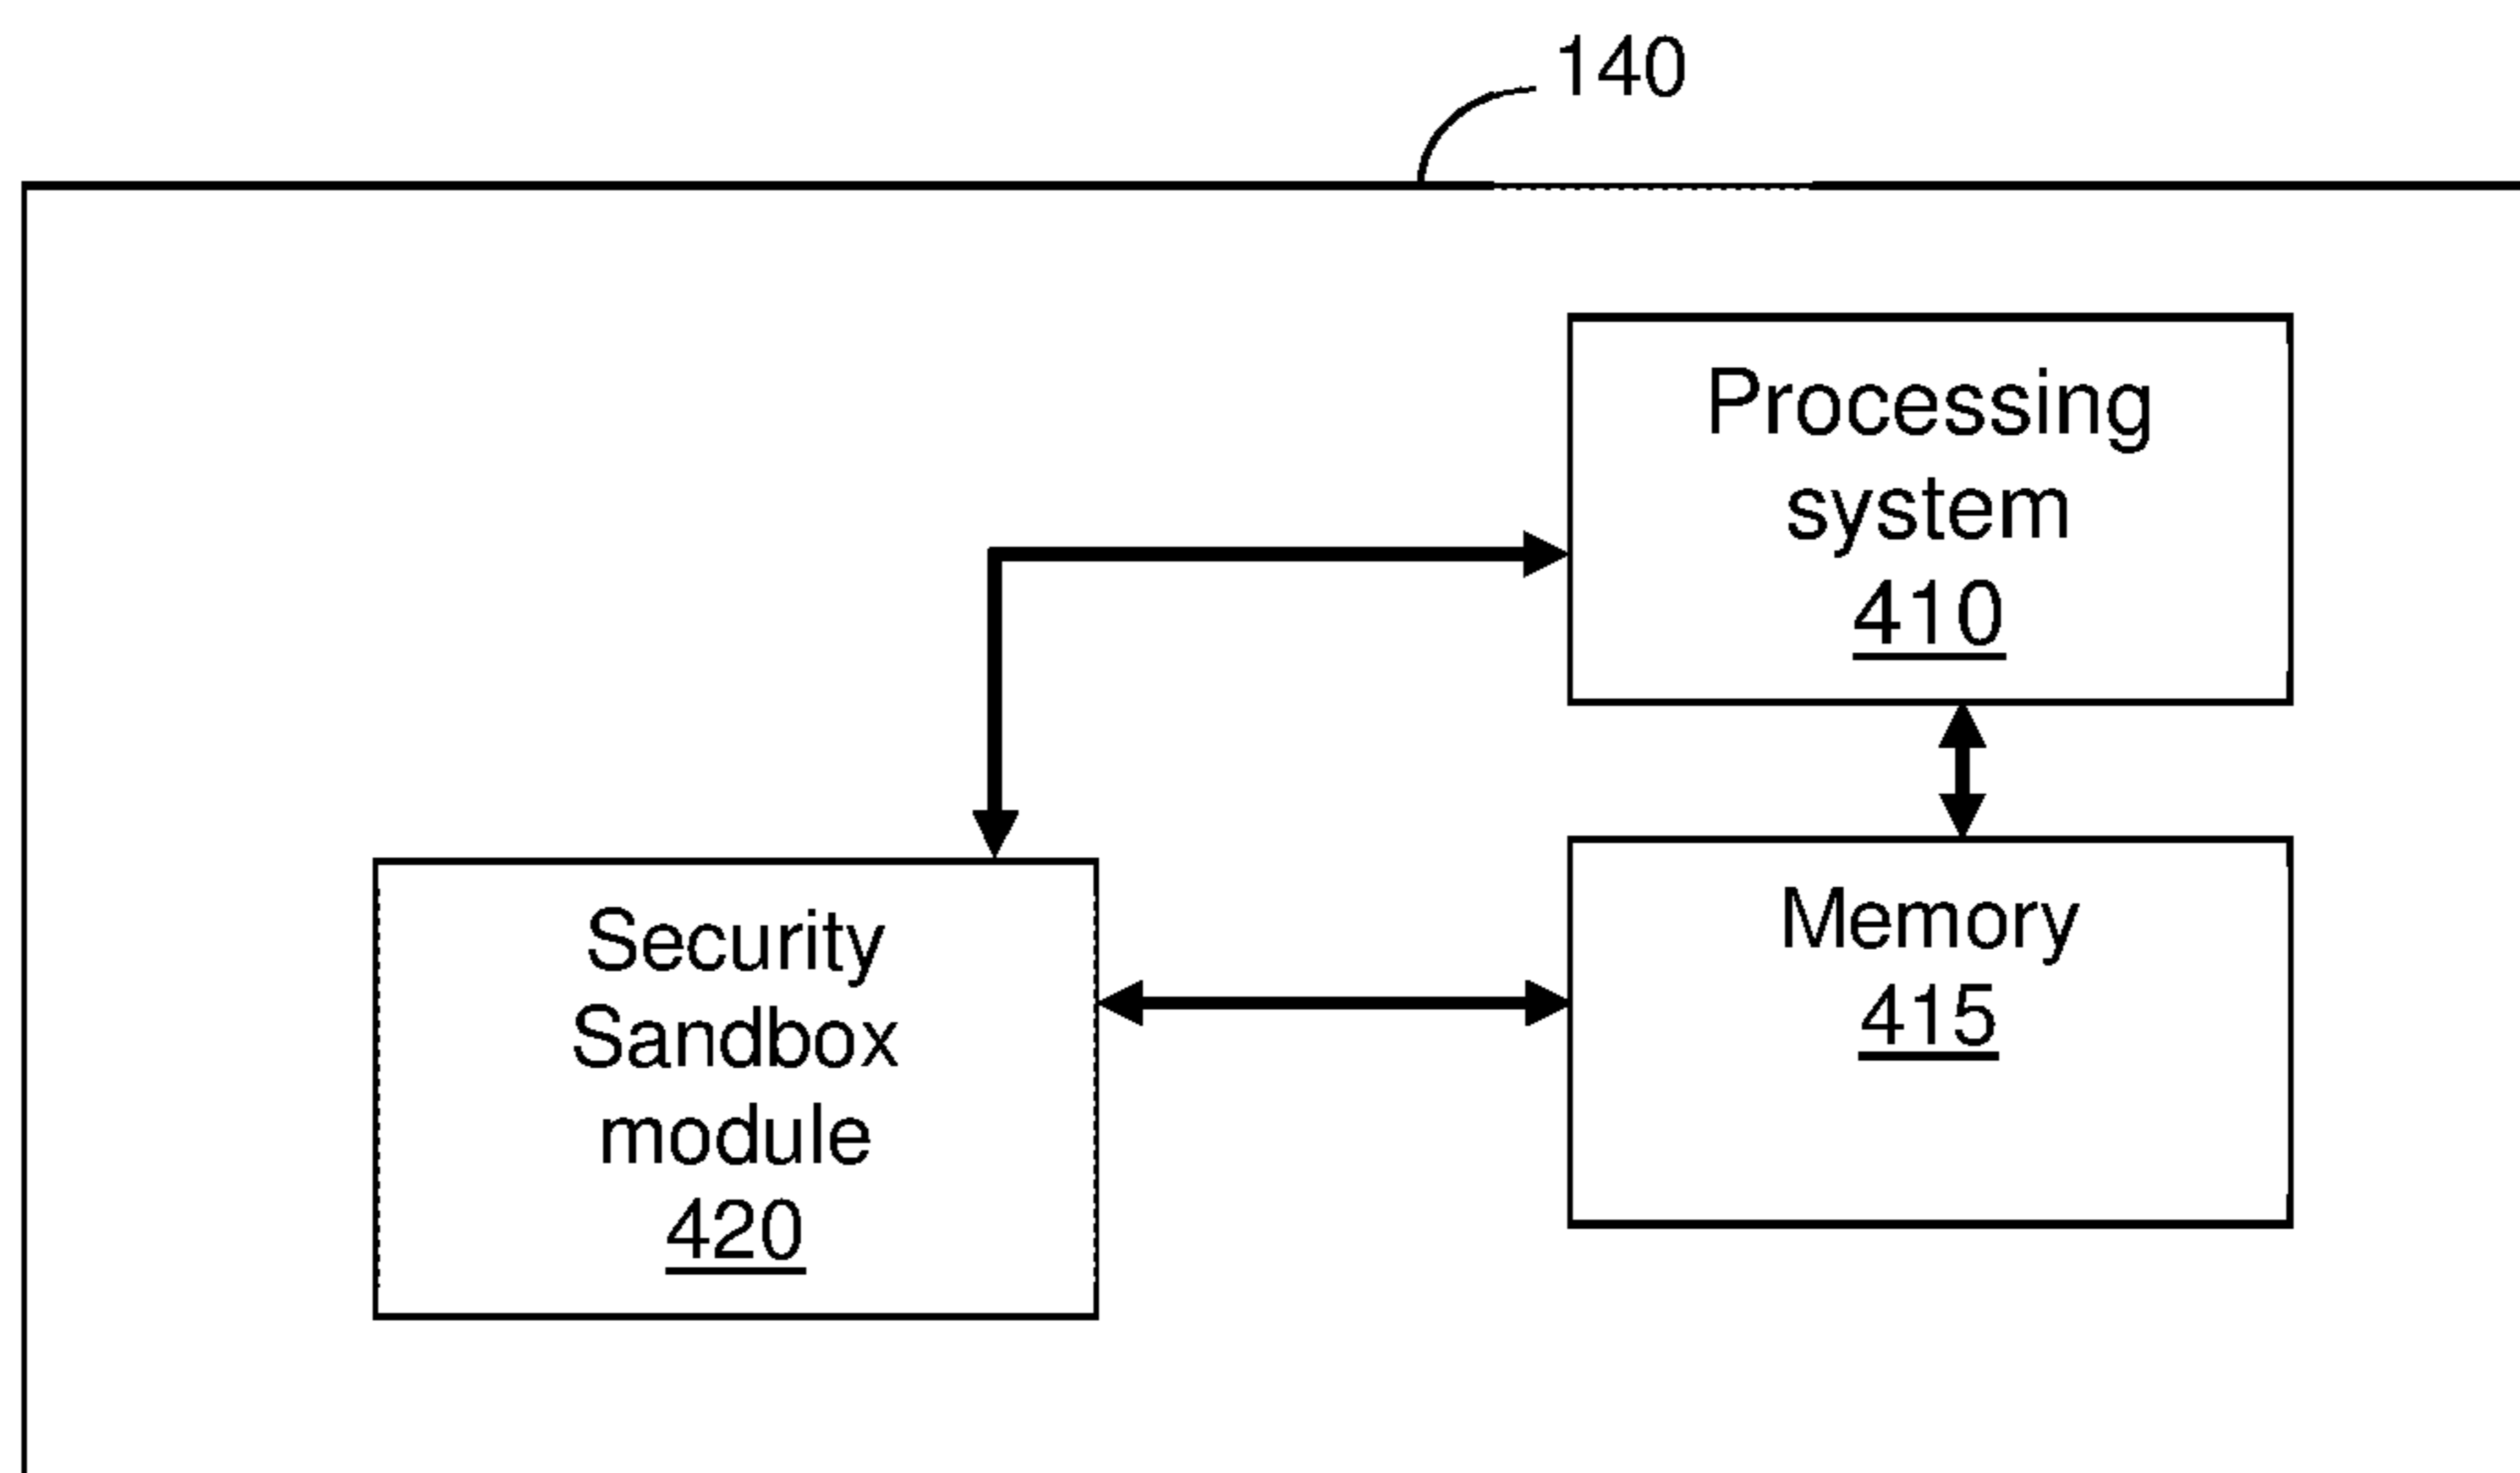 140
Processing
system
410
Memory
415
Security
Sandbox
module
420